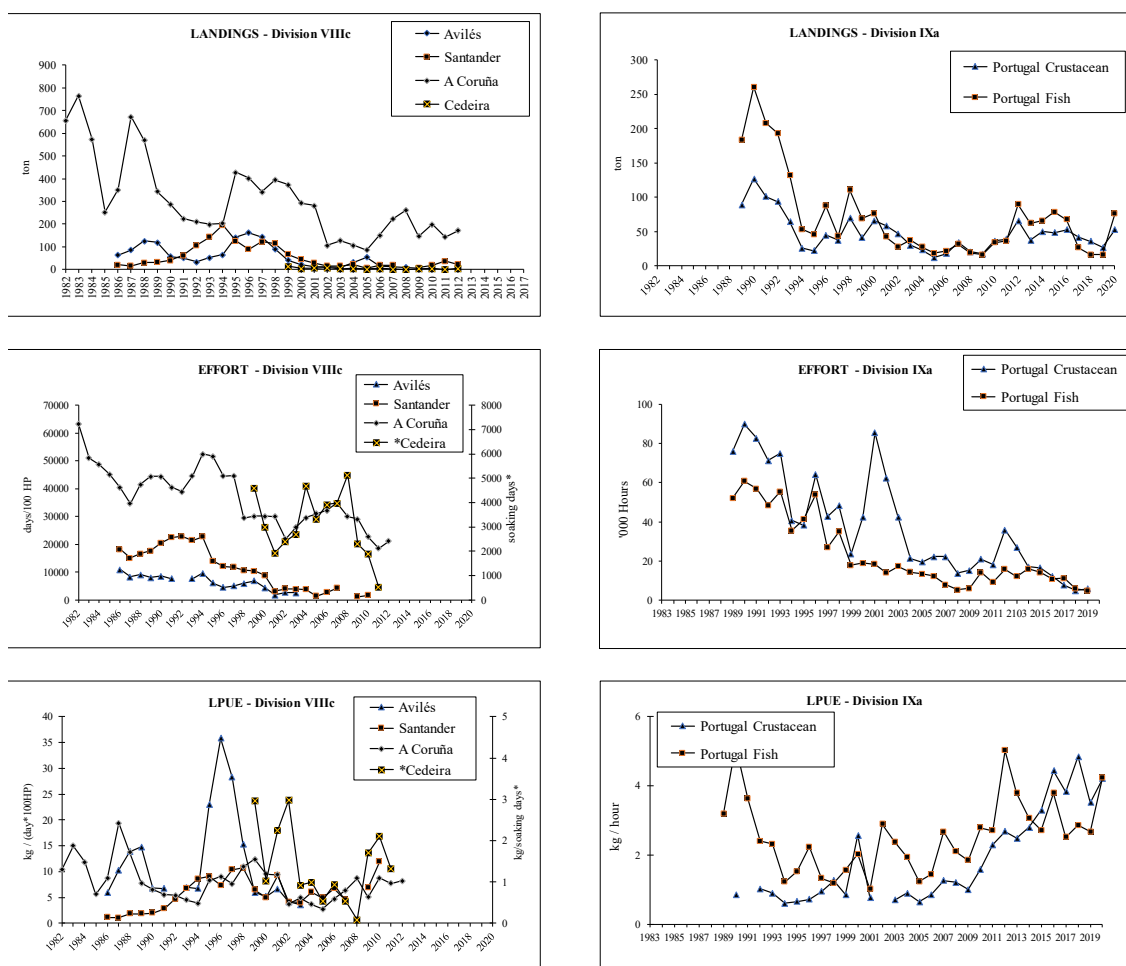 LANDINGS - Division VIIIc
Avilés
Santander
A Coruña
Cedeira
ton
900
800
700
600
500
400
300
200
100
0
1982 1983 1984 1985 1986 1987 1988 1989 1990 1991 1992 1993 1994 1995 1996 1997 1998 1999 2000 2001 2002 2003 2004 2005 2006 2007 2008 2009 2010 2011 2012 2013 2014 2015 2016 2017
LANDINGS - Division IXa
Portugal Crustacean
Portugal Fish
ton
300
250
200
150
100
50
0
1982 1984 1986 1988 1990 1992 1994 1996 1998 2000 2002 2004 2006 2008 2010 2012 2014 2016 2018 2020
EFFORT - Division VIIIc
Avilés
Santander
A Coruña
*Cedeira
days/100 HP
70000
60000
50000
40000
30000
20000
10000
0
soaking days*
8000
7000
6000
5000
4000
3000
2000
1000
0
1982 1984 1986 1988 1990 1992 1994 1996 1998 2000 2002 2004 2006 2008 2010 2012 2014 2016 2018 2020
EFFORT - Division IXa
Portugal Crustacean
Portugal Fish
'000 Hours
100
80
60
40
20
0
1983 1985 1987 1989 1991 1993 1995 1997 1999 2001 2003 2005 2007 2009 2011 2103 2015 2017 2019
LPUE - Division VIIIc
Avilés
Santander
A Coruña
*Cedeira
kg / (day*100HP)
40
35
30
25
20
15
10
5
0
kg/soaking days*
5
4
3
2
1
0
1982 1984 1986 1988 1990 1992 1994 1996 1998 2000 2002 2004 2006 2008 2010 2012 2014 2016 2018 2020
LPUE - Division IXa
Portugal Crustacean
Portugal Fish
kg / hour
6
4
2
0
1983 1985 1987 1989 1991 1993 1995 1997 1999 2001 2003 2005 2007 2009 2011 2013 2015 2017 2019